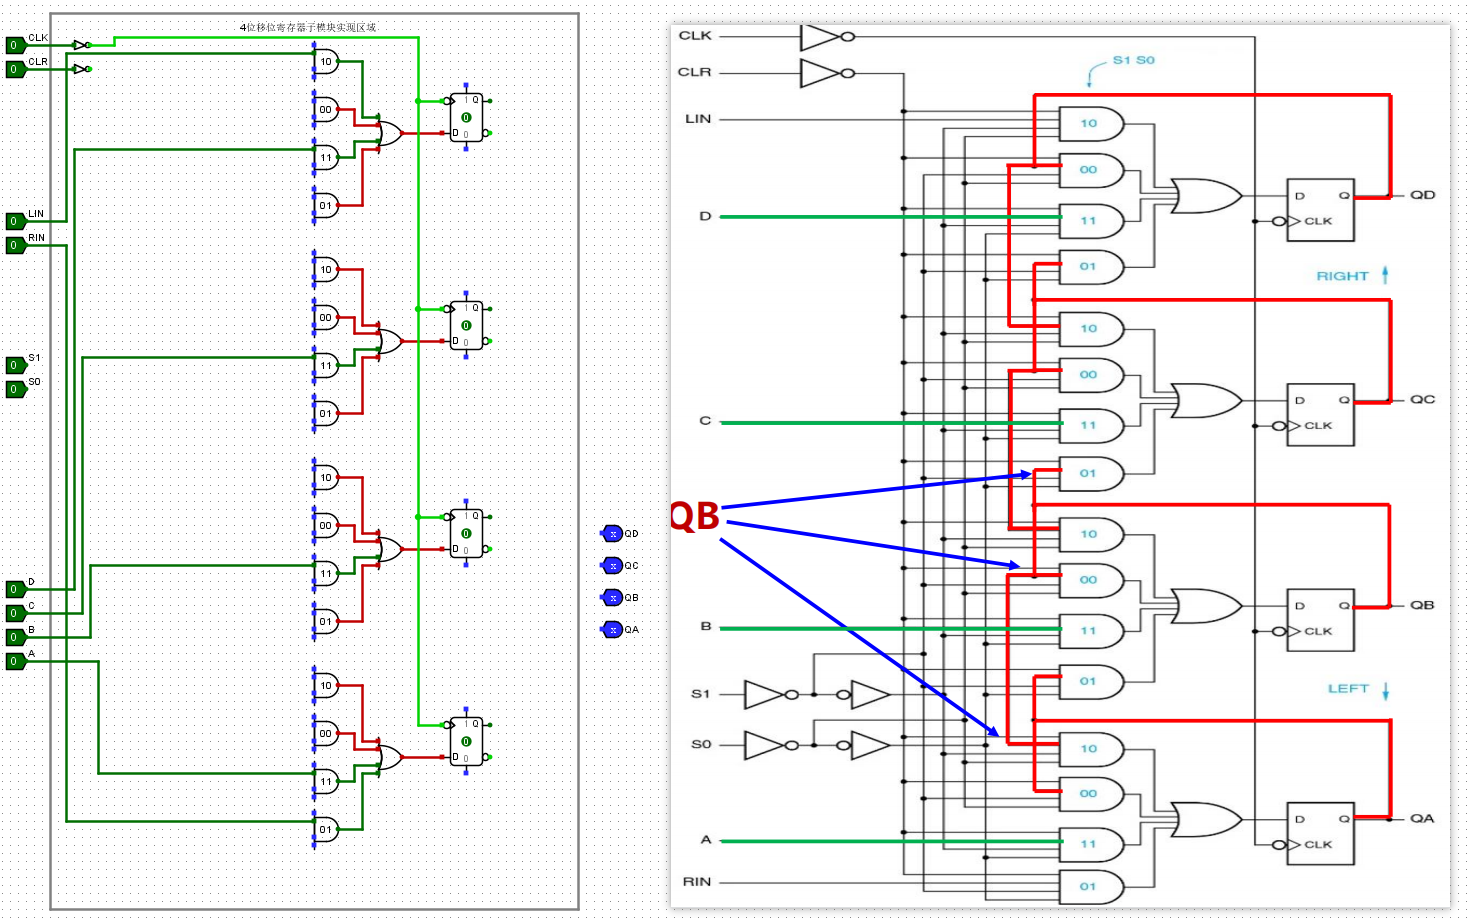 4位移位寄存器子模块实现区域
0 CLK
0 CLR
0 LIN
0 RIN
0 S1
0 S0
0 D
0 C
0 B
0 A
10
00
11
01
1 Q
0
D 0
10
00
11
01
1 Q
0
D 0
10
00
11
01
1 Q
0
D 0
10
00
11
01
1 Q
0
D 0
x QD
x QC
x QB
x QA
CLK
CLR
LIN
S1 S0
10
00
D
11
01
D Q
CLK
QD
RIGHT
10
00
C
11
01
D Q
CLK
QC
QB
10
00
B
11
01
D Q
CLK
QB
S1
S0
LEFT
10
00
A
11
RIN
01
D Q
CLK
QA